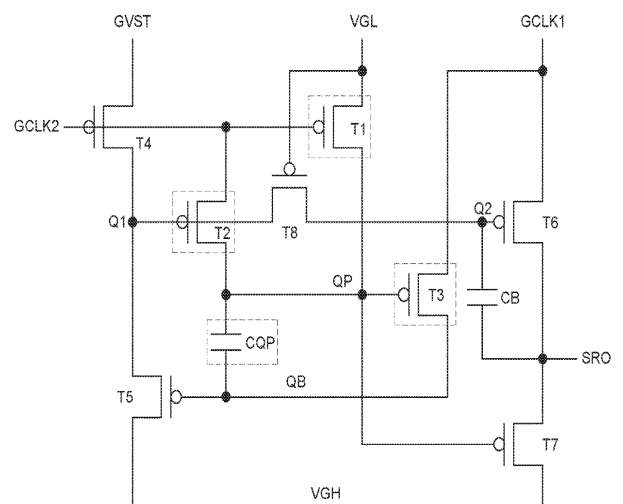 GVST VGL GCLK1
GCLK2
T4
T1
Q1
T2
T8
Q2
T6
QP
T3
CB
CQP
SRO
QB
T5
T7
VGH